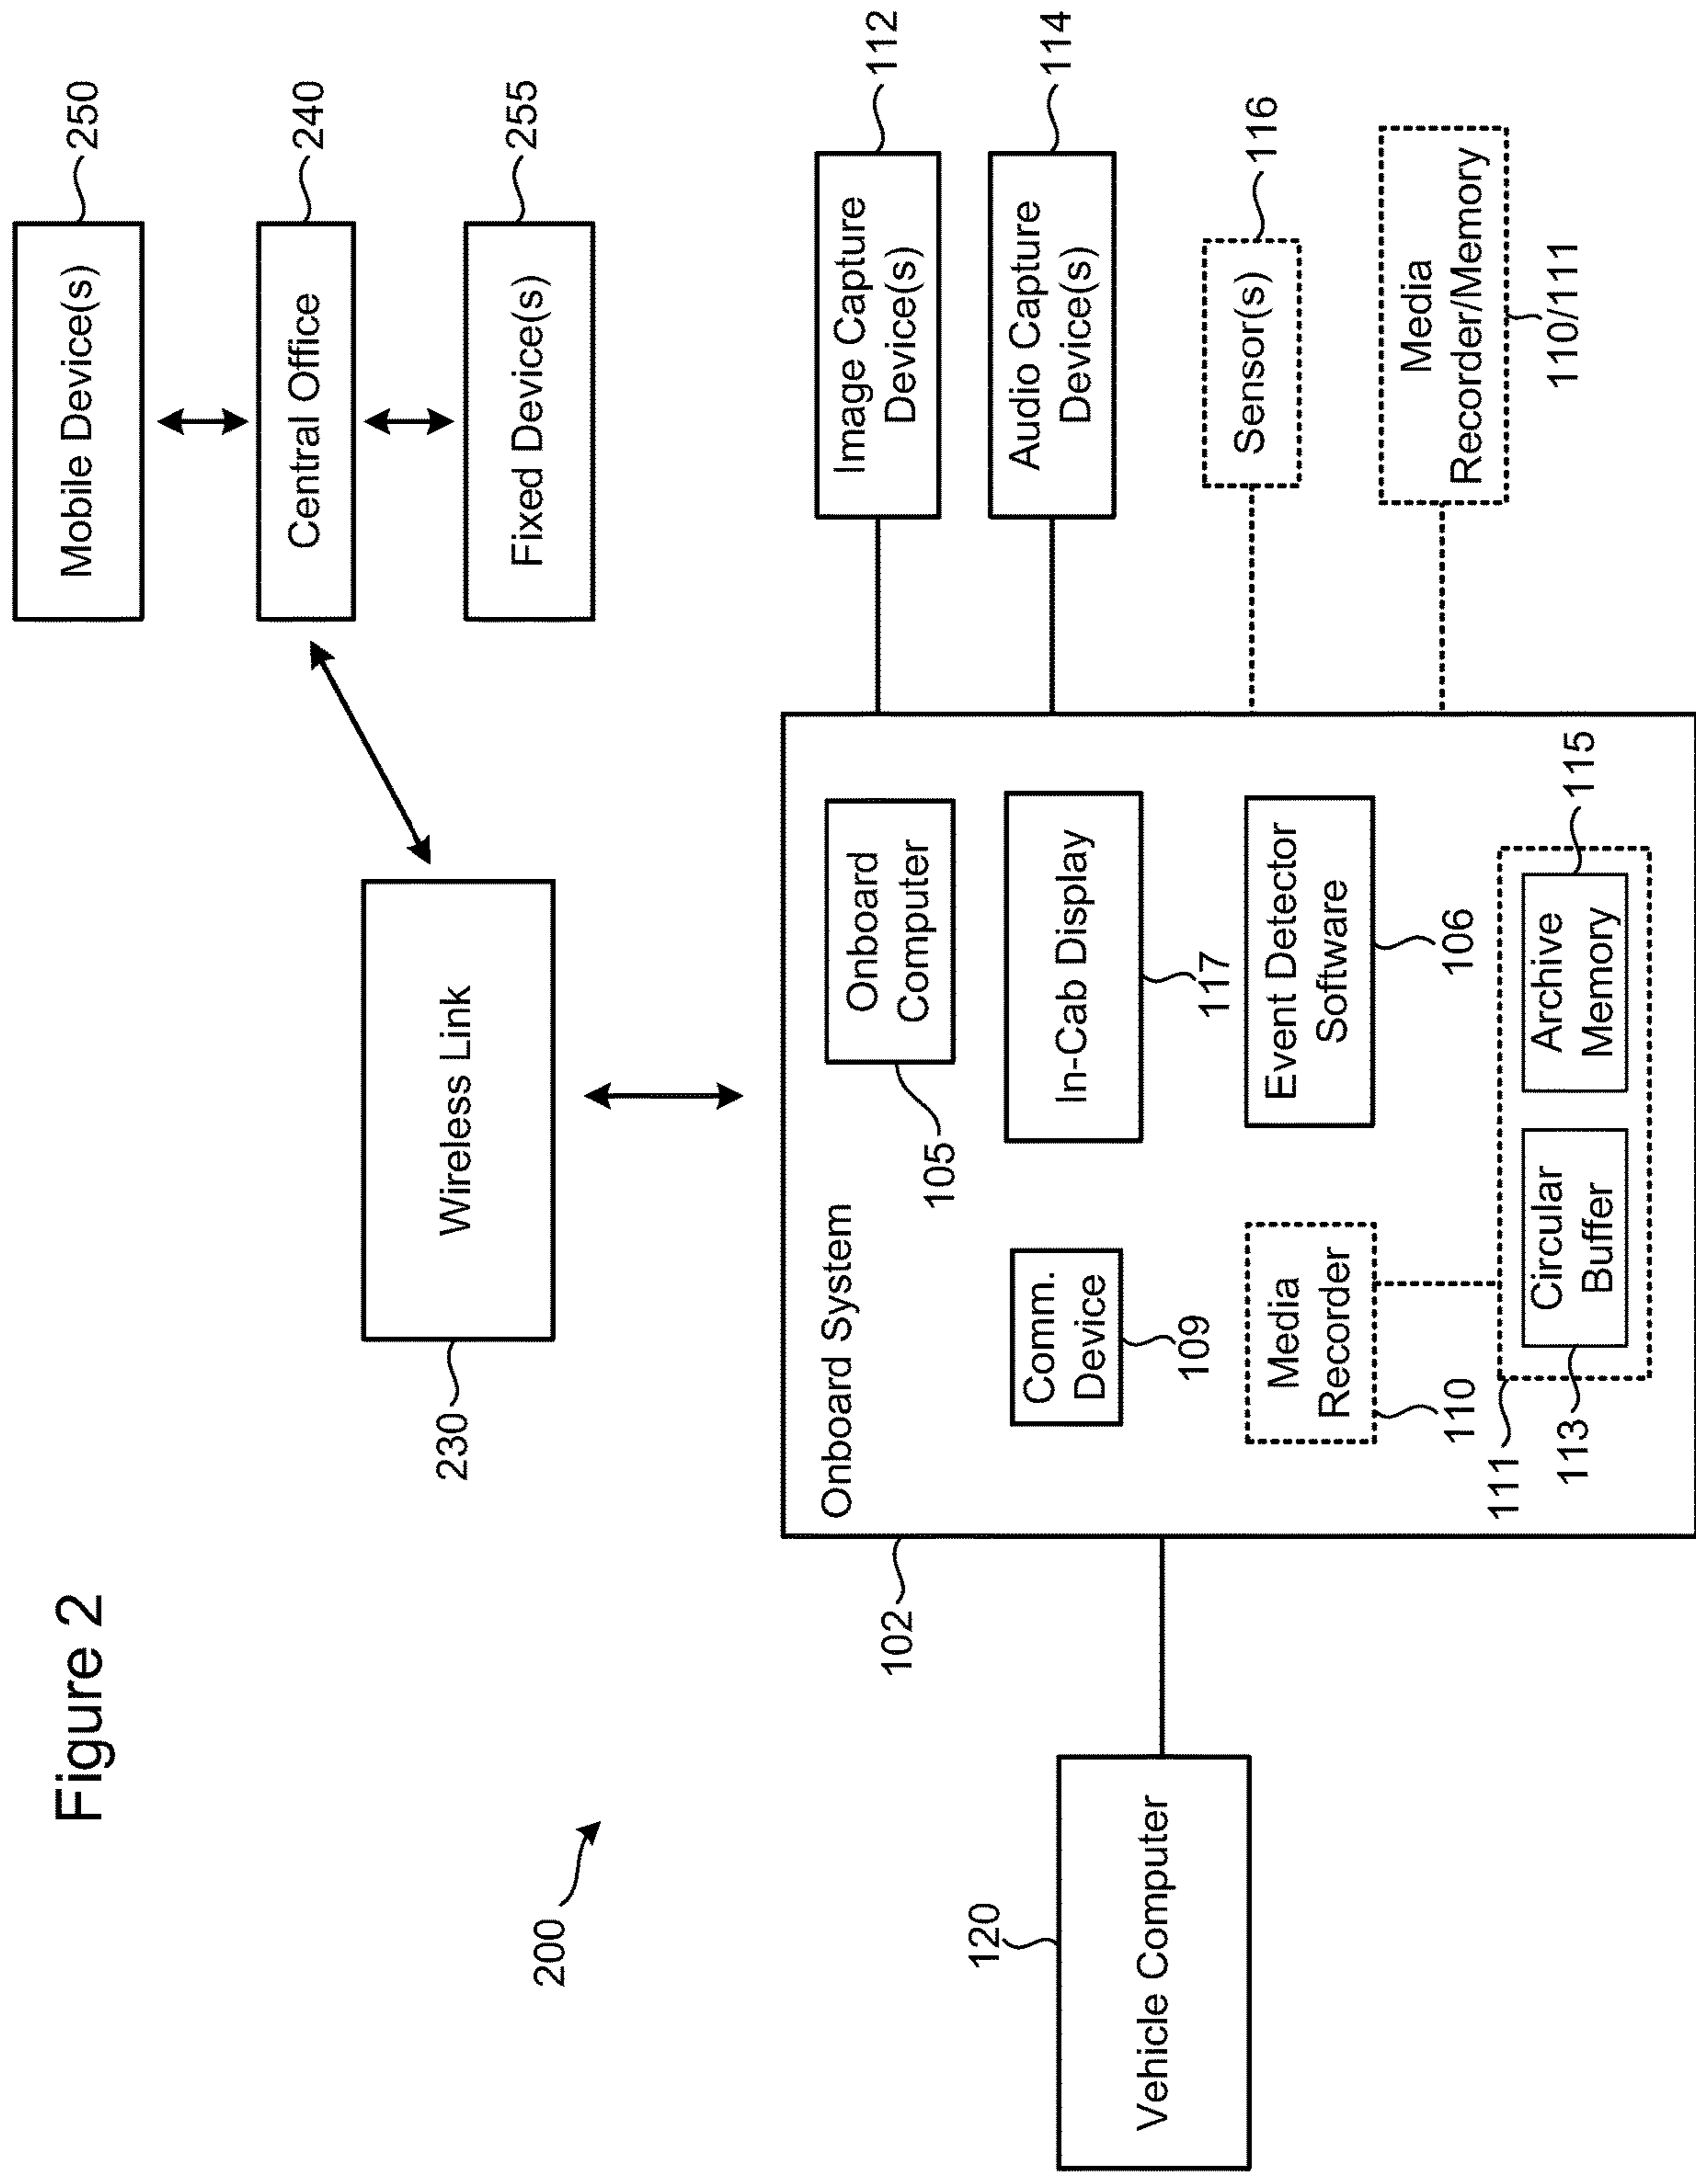 Figure 2
200
Mobile Device(s)
250
Central Office
240
Fixed Device(s)
255
Wireless Link
230
Onboard System
102
Onboard
Computer
105
Comm.
Device
109
In-Cab Display
117
Media
Recorder
110
Event Detector
Software
106
111
Circular
Buffer
113
Archive
Memory
115
Vehicle Computer
120
Image Capture
Device(s)
112
Audio Capture
Device(s)
114
Sensor(s)
116
Media
Recorder/Memory
110/111